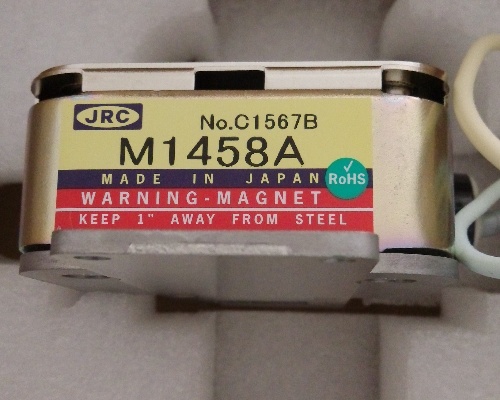 JRC
No.C1567B
M1458A
MADE IN JAPAN
RoHS
WARNING-MAGNET
KEEP 1" AWAY FROM STEEL